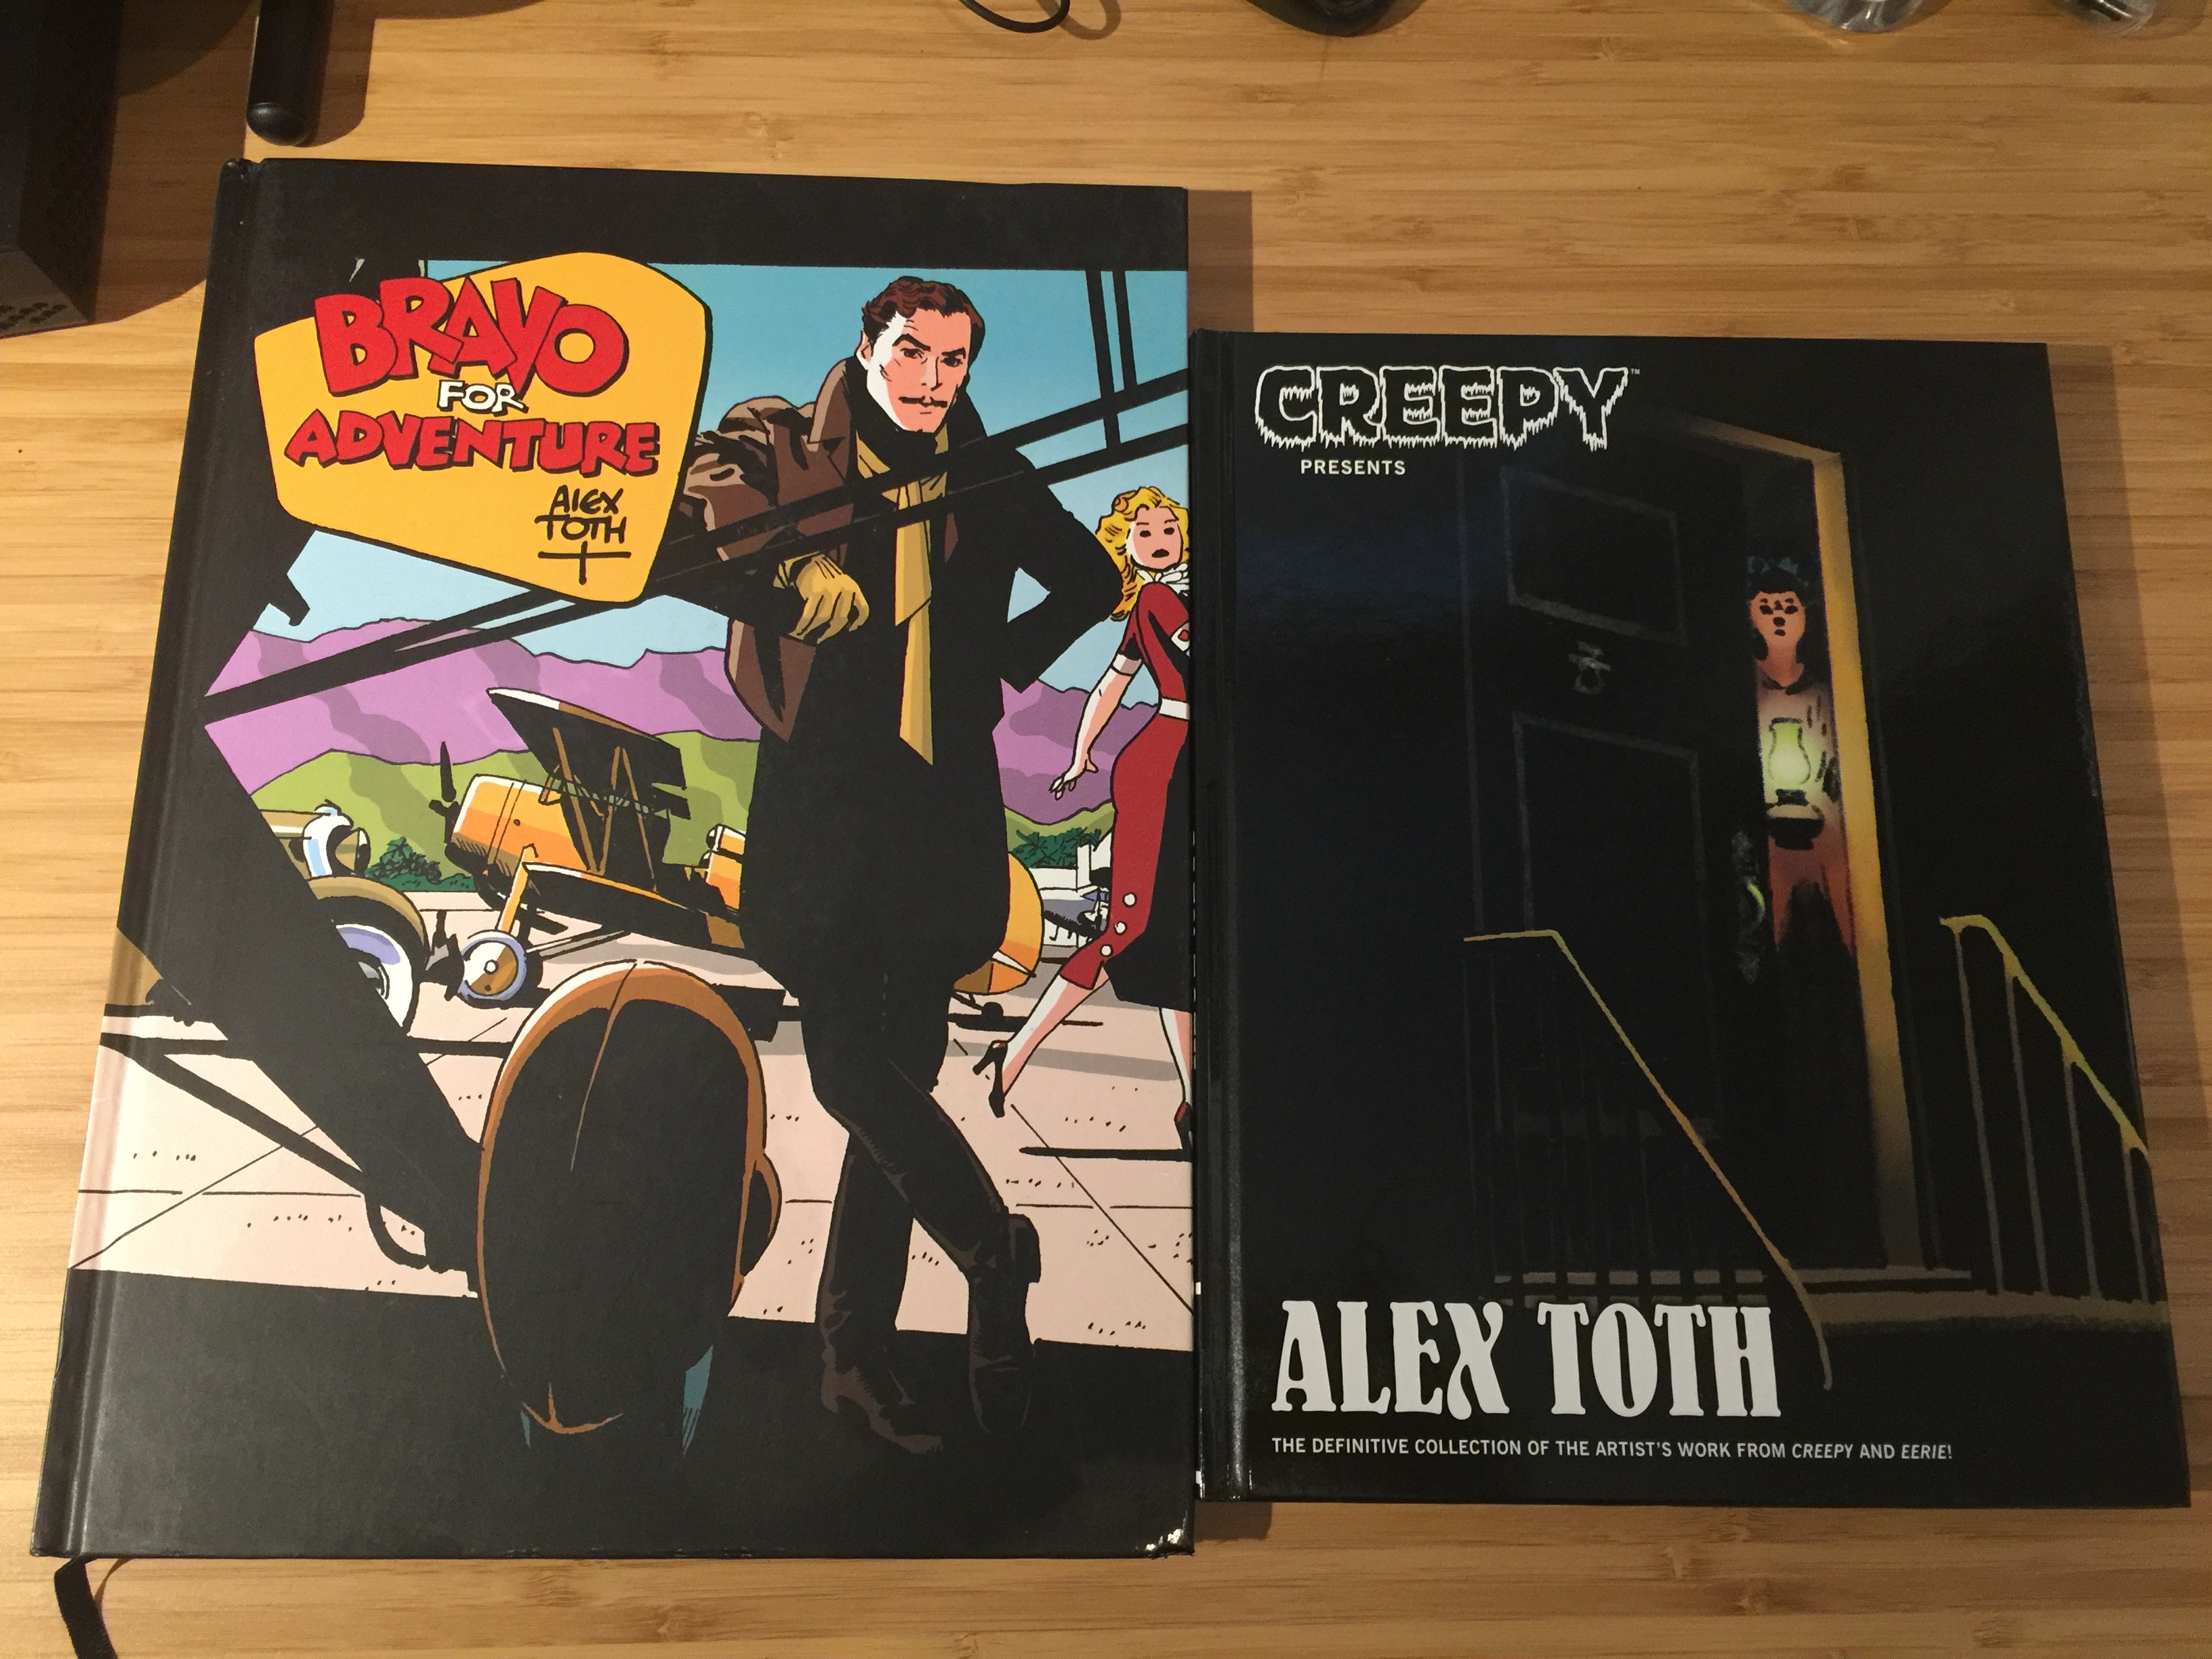 BRAVO
FOR
ADVENTURE
ALEX
TOTH
CREEPY™
PRESENTS
ALEX TOTH
THE DEFINITIVE COLLECTION OF THE ARTIST'S WORK FROM CREEPY AND EERIE!